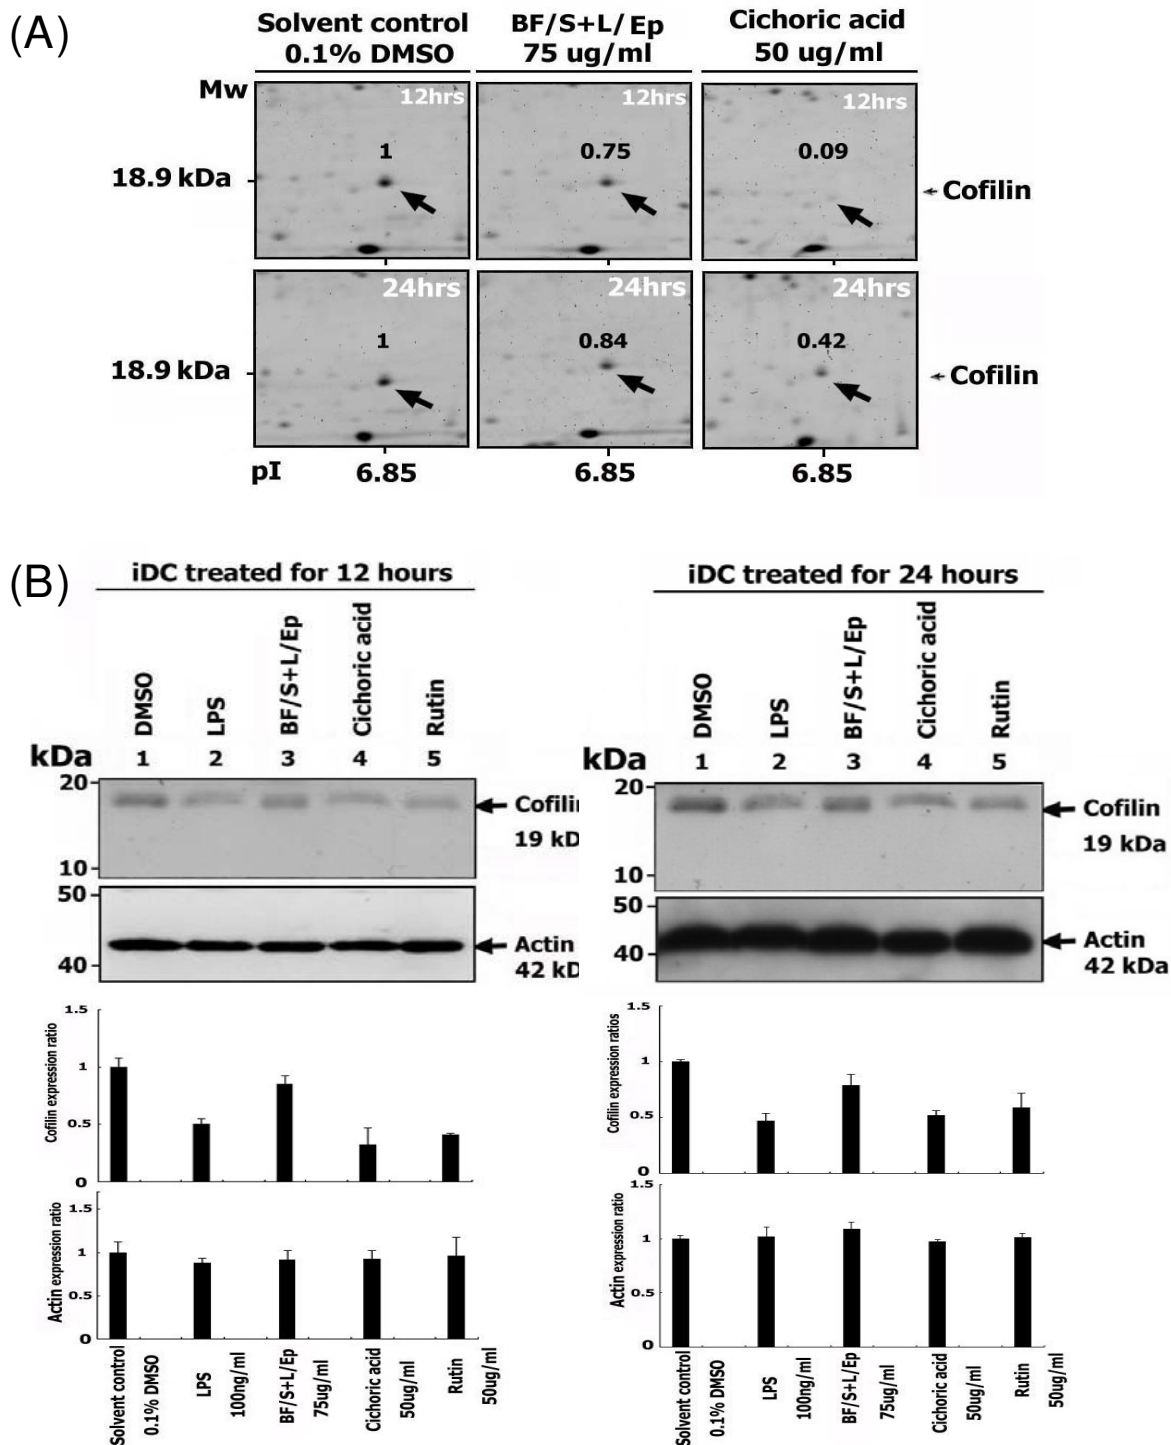 (A)
Solvent control
0.1% DMSO
BF/S+L/Ep
75 ug/ml
Cichoric acid
50 ug/ml
Mw
12hrs
12hrs
12hrs
1
0.75
0.09
18.9 kDa
Cofilin
24hrs
24hrs
24hrs
1
0.84
0.42
18.9 kDa
Cofilin
pI
6.85
6.85
6.85
(B)
iDC treated for 12 hours
DMSO
LPS
BF/S+L/Ep
Cichoric acid
Rutin
kDa
1 2 3 4 5
20
10
Cofili
19 kD
50
40
Actin
42 kD
iDC treated for 24 hours
DMSO
LPS
BF/S+L/Ep
Cichoric acid
Rutin
kDa
1 2 3 4 5
20
10
Cofilin
19 kDa
50
40
Actin
42 kDa
Cofilin expression ratio
1.5
1
0.5
0
Actin expression ratio
1.5
1
0.5
0
Solvent control
0.1% DMSO
LPS
100ng/ml
BF/S+L/Ep
75ug/ml
Cichoric acid
50ug/ml
Rutin
50ug/ml
Cofilin expression ratios
1.5
1
0.5
0
Actin expression ratio
1.5
1
0.5
0
Solvent control
0.1% DMSO
LPS
100ng/ml
BF/S+L/Ep
75ug/ml
Cichoric acid
50ug/ml
Rutin
50ug/ml